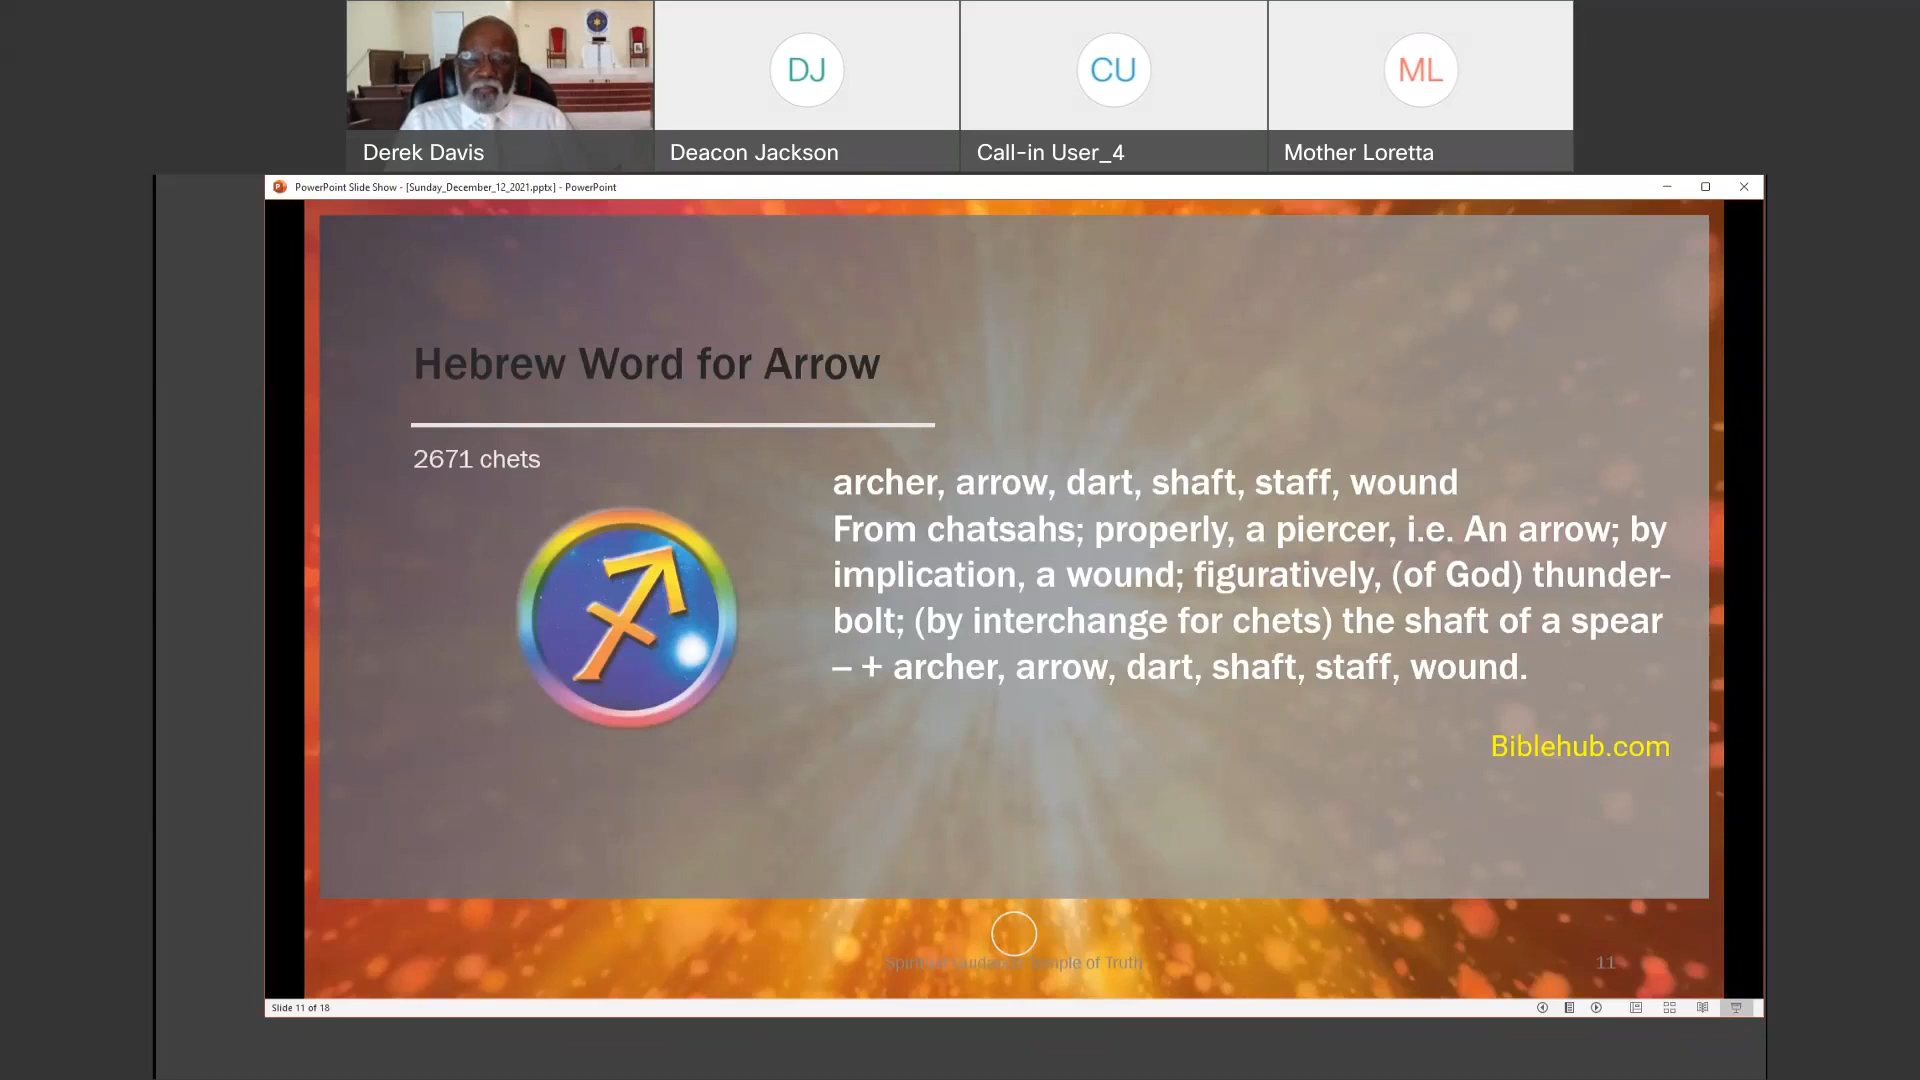 DJ
CU
ML
Derek Davis
Deacon Jackson
Call-in User_4
Mother Loretta
PowerPoint Slide Show - [Sunday_December_12_2021.pptx] - PowerPoint
Hebrew Word for Arrow
2671 chets
archer, arrow, dart, shaft, staff, wound
From chatsahs; properly, a piercer, i.e. An arrow; by
implication, a wound; figuratively, (of God) thunder-
bolt; (by interchange for chets) the shaft of a spear
– + archer, arrow, dart, shaft, staff, wound.
Biblehub.com
Spiritual Guidance Temple of Truth
11
Slide 11 of 18